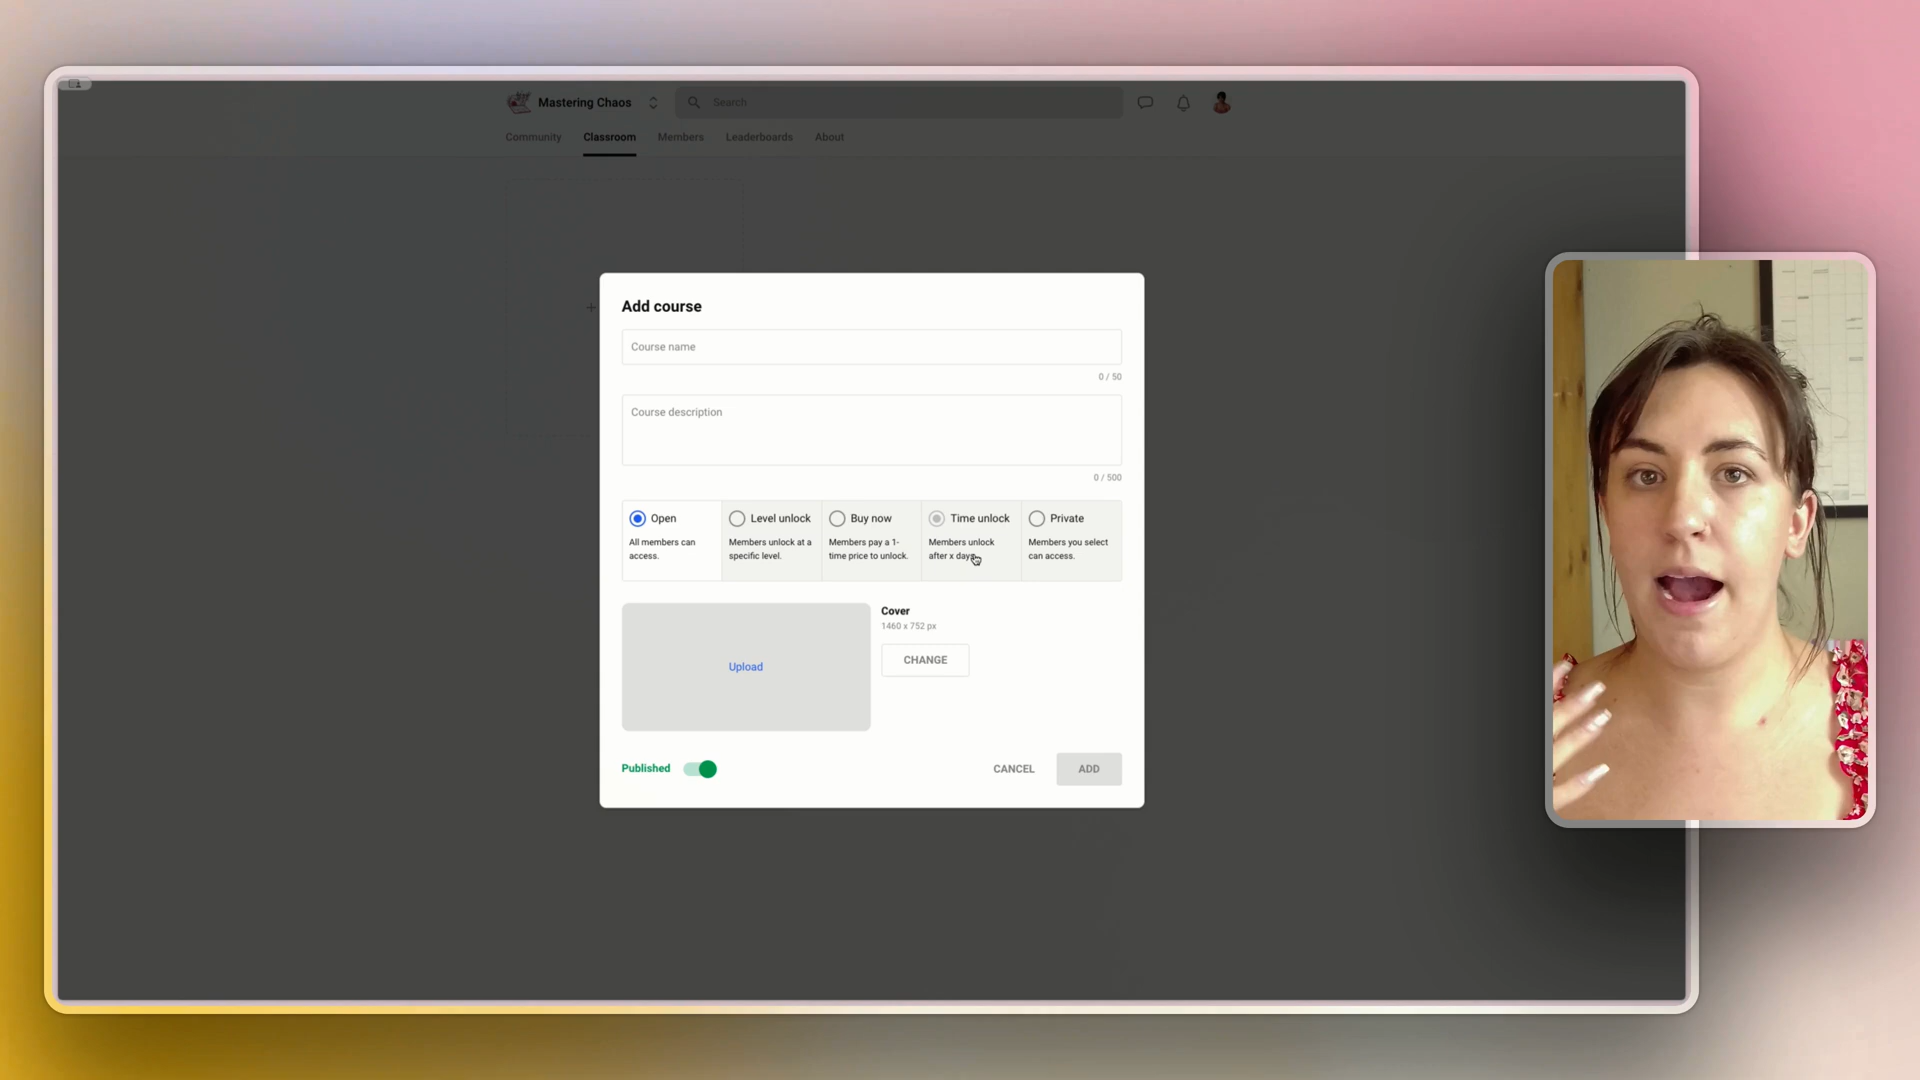 Mastering Chaos
Search
Community
Classroom
Members
Leaderboards
About
Add course
Course name
0 / 50
Course description
0 / 500
Open
All members can
access.
Level unlock
Members unlock at a
specific level.
Buy now
Members pay a 1-
time price to unlock.
Time unlock
Members unlock
after x days
Private
Members you select
can access.
Upload
Cover
1460 x 752 px
CHANGE
Published
CANCEL
ADD